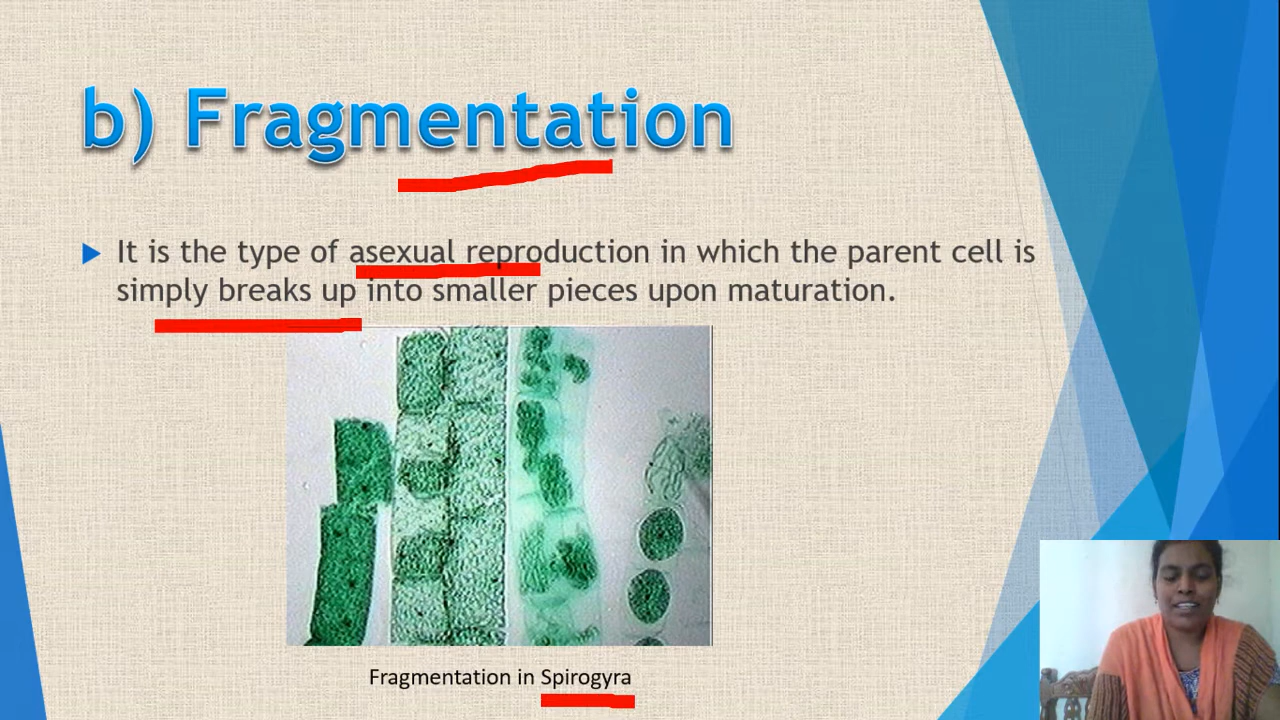 b) Fragmentation
It is the type of asexual reproduction in which the parent cell is
simply breaks up into smaller pieces upon maturation.
Fragmentation in Spirogyra